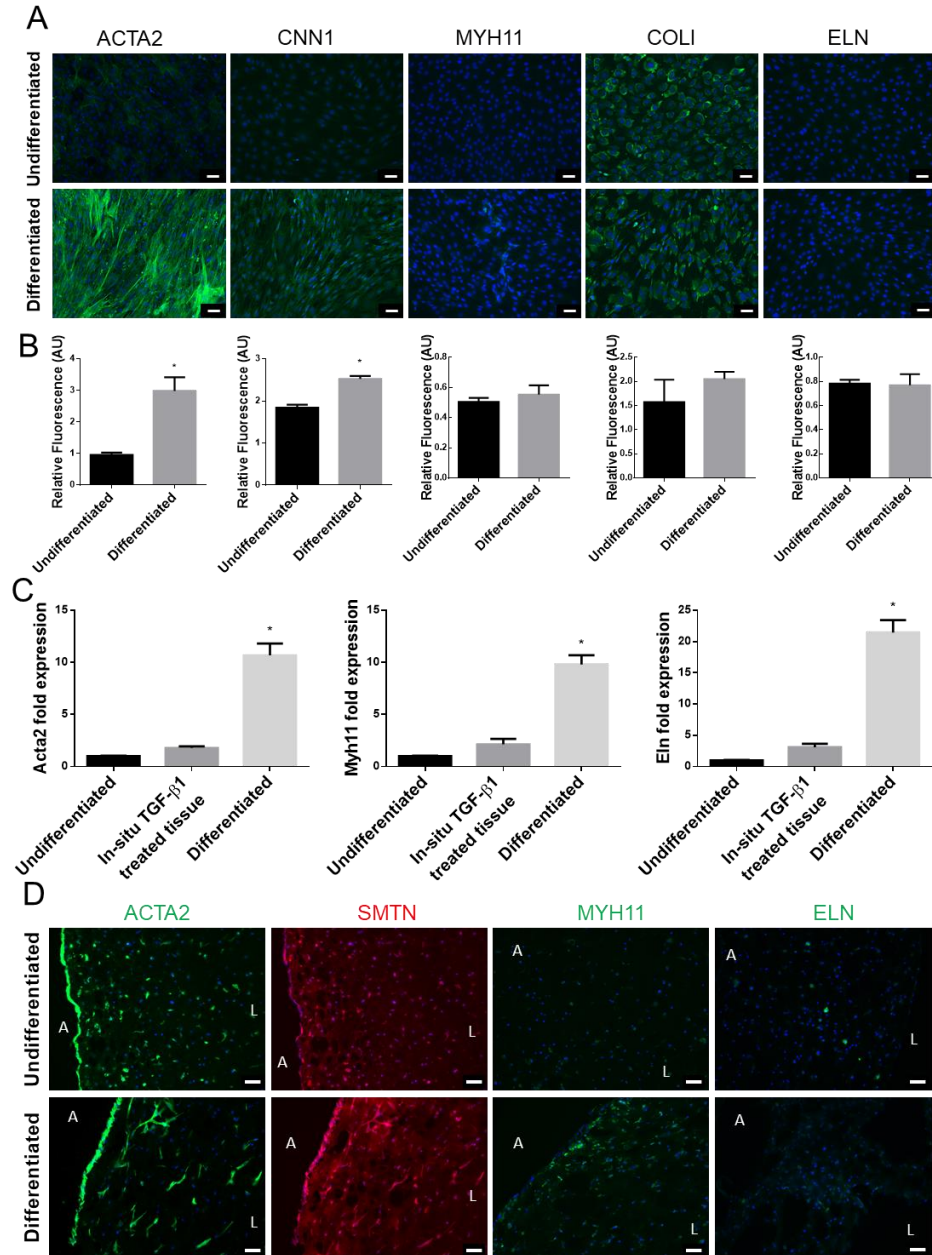 A
ACTA2 CNN1 MYH11 COLI ELN
Undifferentiated
Differentiated
B
Relative Fluorescence (AU)
4
3
2
1
0
*
Undifferentiated
Differentiated
Relative Fluorescence (AU)
3
2
1
0
*
Undifferentiated
Differentiated
Relative Fluorescence (AU)
0.8
0.6
0.4
0.2
0.0
Undifferentiated
Differentiated
Relative Fluorescence (AU)
2.5
2.0
1.5
1.0
0.5
0.0
Undifferentiated
Differentiated
Relative Fluorescence (AU)
1.0
0.8
0.6
0.4
0.2
0.0
Undifferentiated
Differentiated
C
Acta2 fold expression
15
10
5
0
*
Undifferentiated
In-situ TGF-β1
treated tissue
Differentiated
Myh11 fold expression
15
10
5
0
*
Undifferentiated
In-situ TGF-β1
treated tissue
Differentiated
Eln fold expression
25
20
15
10
5
0
*
Undifferentiated
In-situ TGF-β1
treated tissue
Differentiated
D
ACTA2 SMTN MYH11 ELN
Undifferentiated
A L
A L
A L
A L
Differentiated
A L
A L
A L
A L